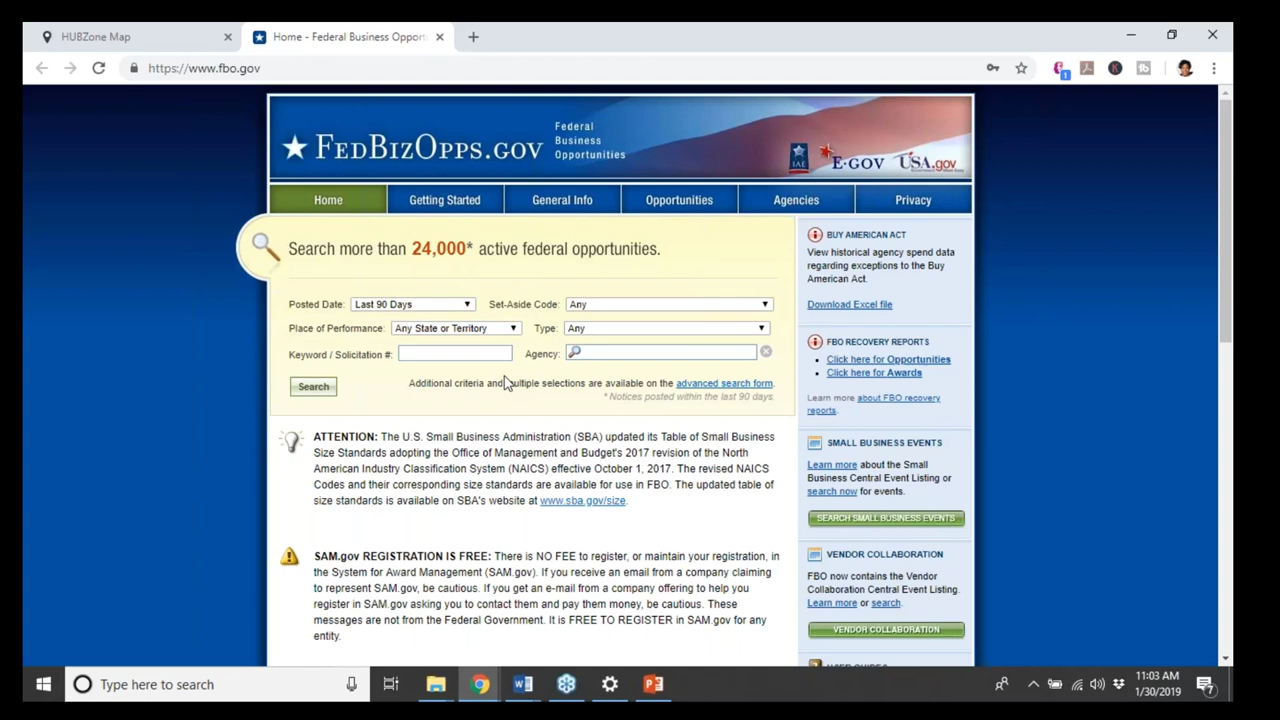 HUBZone Map
Home - Federal Business Opport
https://www.fbo.gov
1
FedBizOpps.gov
Federal
Business
Opportunities
IAE
E-GOV
USA.gov
Home
Getting Started
General Info
Opportunities
Agencies
Privacy
Search more than 24,000* active federal opportunities.
Posted Date: Last 90 Days
Set-Aside Code: Any
Place of Performance: Any State or Territory
Type: Any
Keyword / Solicitation #:
Agency:
Search
Additional criteria and multiple selections are available on the advanced search form.
* Notices posted within the last 90 days.
ATTENTION: The U.S. Small Business Administration (SBA) updated its Table of Small Business
Size Standards adopting the Office of Management and Budget's 2017 revision of the North
American Industry Classification System (NAICS) effective October 1, 2017. The revised NAICS
Codes and their corresponding size standards are available for use in FBO. The updated table of
size standards is available on SBA's website at www.sba.gov/size.
SAM.gov REGISTRATION IS FREE: There is NO FEE to register, or maintain your registration, in
the System for Award Management (SAM.gov). If you receive an email from a company claiming
to represent SAM.gov, be cautious. If you get an e-mail from a company offering to help you
register in SAM.gov asking you to contact them and pay them money, be cautious. These
messages are not from the Federal Government. It is FREE TO REGISTER in SAM.gov for any
entity.
BUY AMERICAN ACT
View historical agency spend data
regarding exceptions to the Buy
American Act.
Download Excel file
FBO RECOVERY REPORTS
Click here for Opportunities
Click here for Awards
Learn more about FBO recovery
reports.
SMALL BUSINESS EVENTS
Learn more about the Small
Business Central Event Listing or
search now for events.
SEARCH SMALL BUSINESS EVENTS
VENDOR COLLABORATION
FBO now contains the Vendor
Collaboration Central Event Listing.
Learn more or search.
VENDOR COLLABORATION
USER GUIDES
Type here to search
11:03 AM
1/30/2019
7